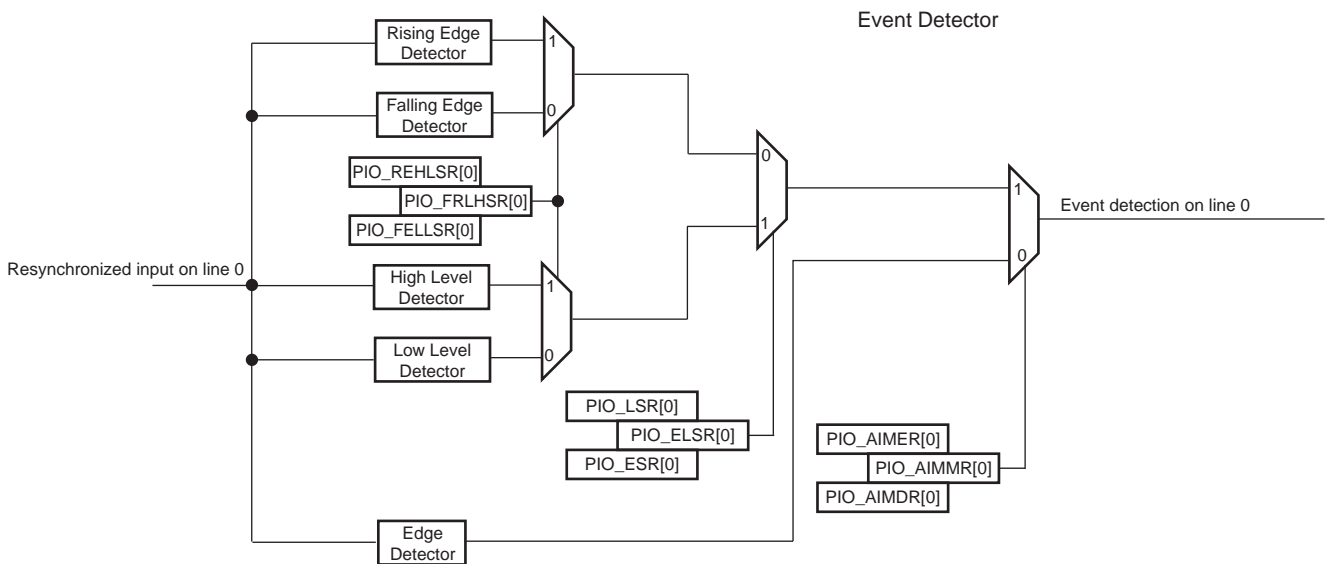 Event Detector
Rising Edge
Detector
1
Falling Edge
Detector
0
PIO_REHLSR[0]
PIO_FRLHSR[0]
PIO_FELLSR[0]
0
1
1
0
Event detection on line 0
Resynchronized input on line 0
High Level
Detector
1
Low Level
Detector
0
PIO_LSR[0]
PIO_ELSR[0]
PIO_ESR[0]
PIO_AIMER[0]
PIO_AIMMR[0]
PIO_AIMDR[0]
Edge
Detector